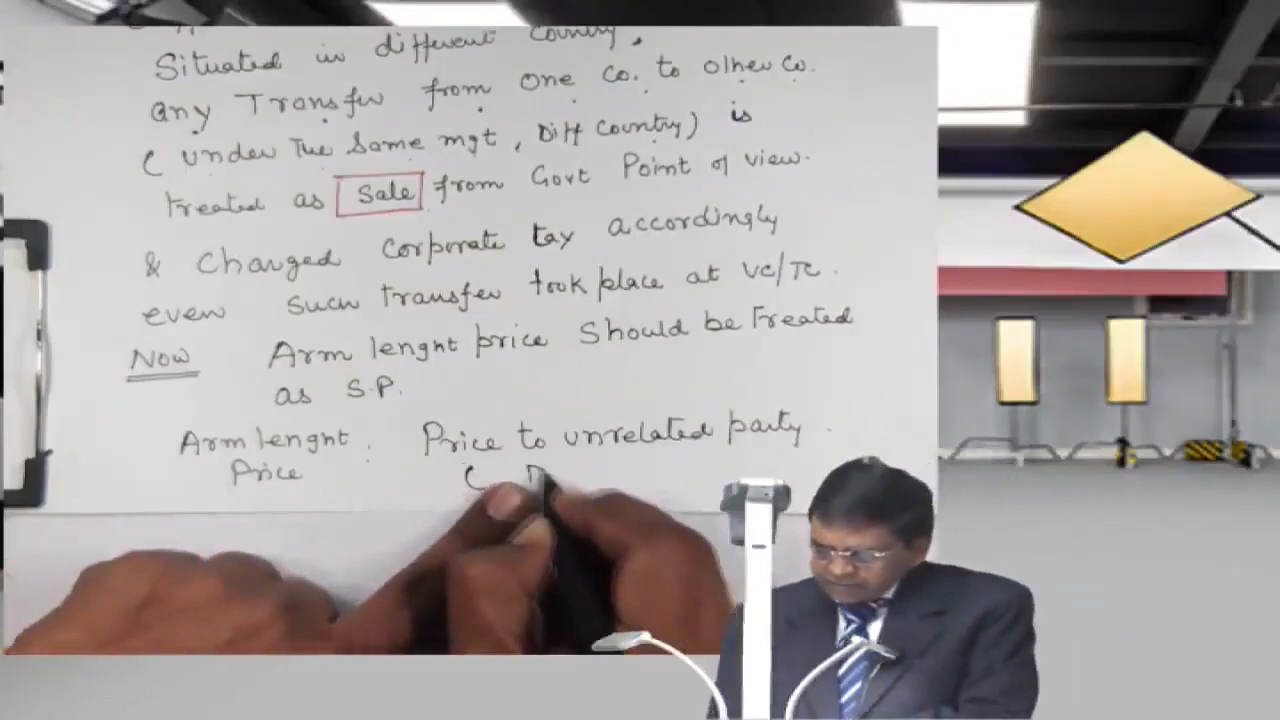 Situated in different Country.
any Transfer from one Co. to other Co.
( under The Same mgt, Diff Country) is
treated as Sale from Govt Point of view.
& Charged corporate tax accordingly
even such transfer took place at VC/TC.
Now Arm lenght price Should be treated
as S.P.
Arm lenght Price to unrelated party.
Price (